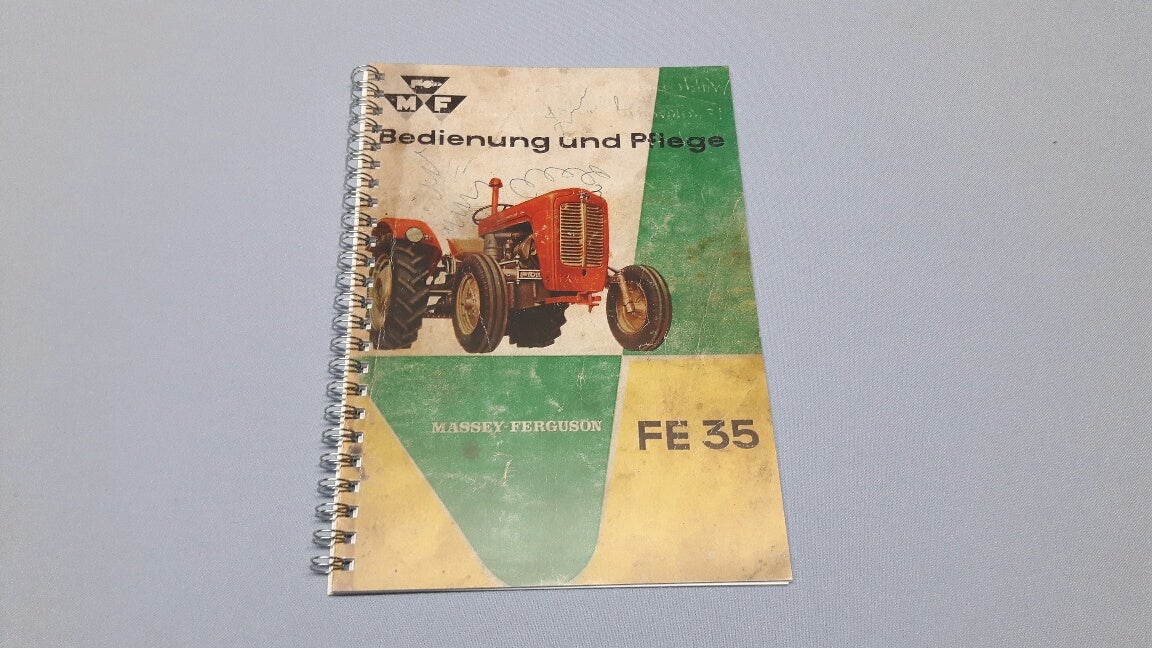 MF
Bedienung und Pflege
MASSEY-FERGUSON
FE 35